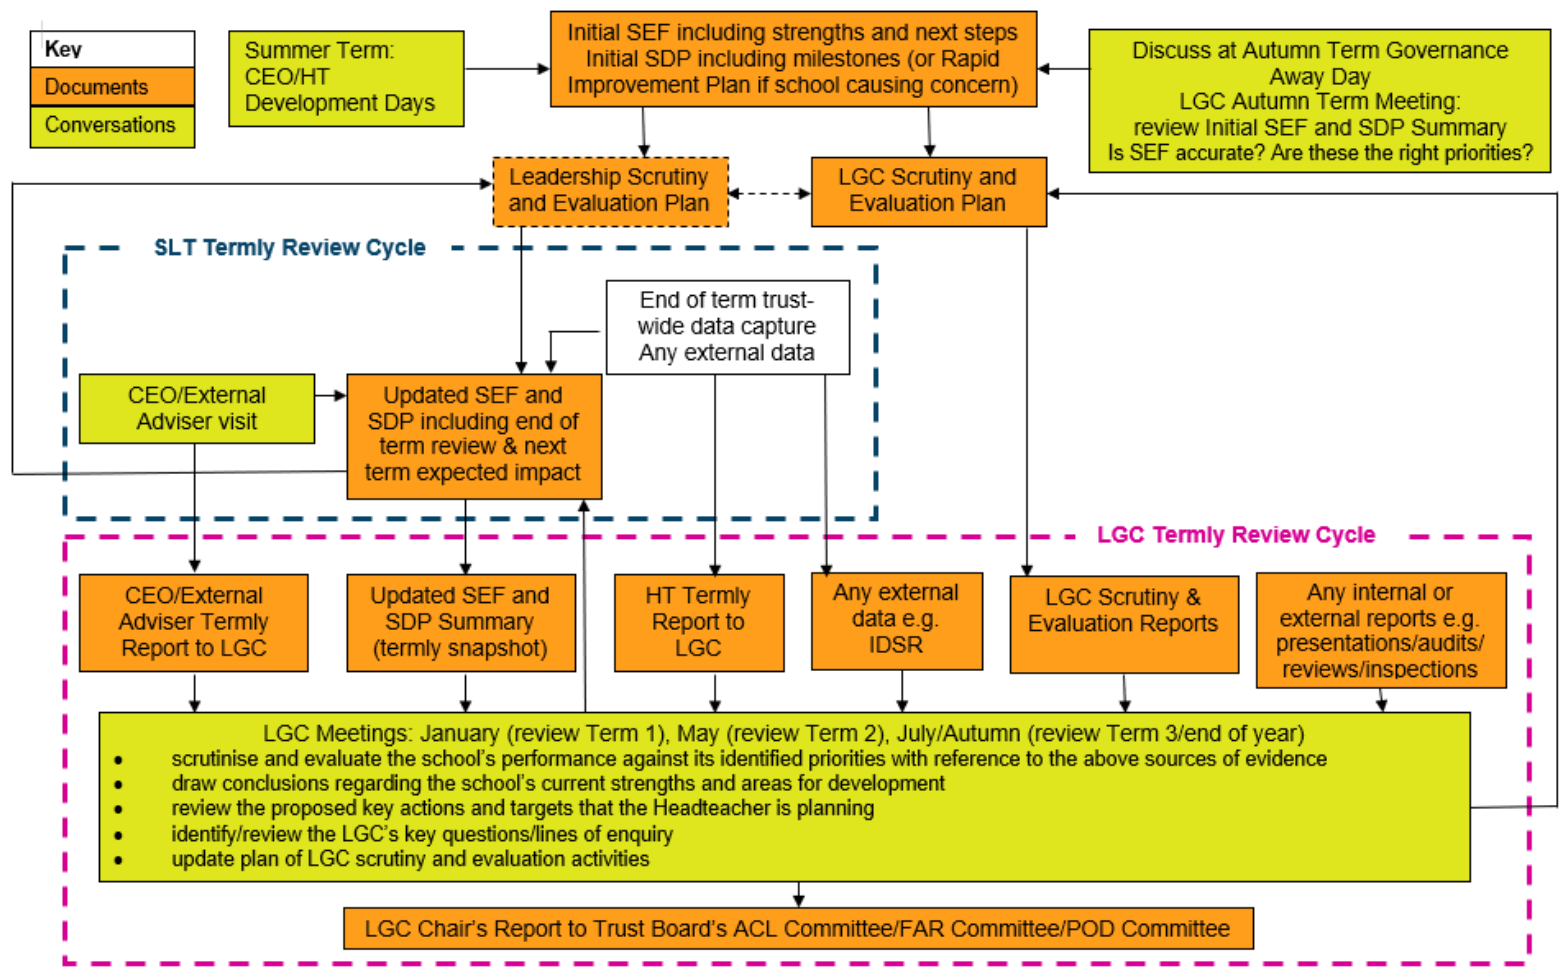 Key
Documents
Conversations
Summer Term:
CEO/HT
Development Days
Initial SEF including strengths and next steps
Initial SDP including milestones (or Rapid
Improvement Plan if school causing concern)
Discuss at Autumn Term Governance
Away Day
LGC Autumn Term Meeting:
review Initial SEF and SDP Summary
Is SEF accurate? Are these the right priorities?
Leadership Scrutiny
and Evaluation Plan
LGC Scrutiny and
Evaluation Plan
SLT Termly Review Cycle
End of term trust-
wide data capture
Any external data
CEO/External
Adviser visit
Updated SEF and
SDP including end of
term review & next
term expected impact
LGC Termly Review Cycle
CEO/External
Adviser Termly
Report to LGC
Updated SEF and
SDP Summary
(termly snapshot)
HT Termly
Report to
LGC
Any external
data e.g.
IDSR
LGC Scrutiny &
Evaluation Reports
Any internal or
external reports e.g.
presentations/audits/
reviews/inspections
LGC Meetings: January (review Term 1), May (review Term 2), July/Autumn (review Term 3/end of year)
• scrutinise and evaluate the school's performance against its identified priorities with reference to the above sources of evidence
• draw conclusions regarding the school's current strengths and areas for development
• review the proposed key actions and targets that the Headteacher is planning
• identify/review the LGC's key questions/lines of enquiry
• update plan of LGC scrutiny and evaluation activities
LGC Chair's Report to Trust Board's ACL Committee/FAR Committee/POD Committee